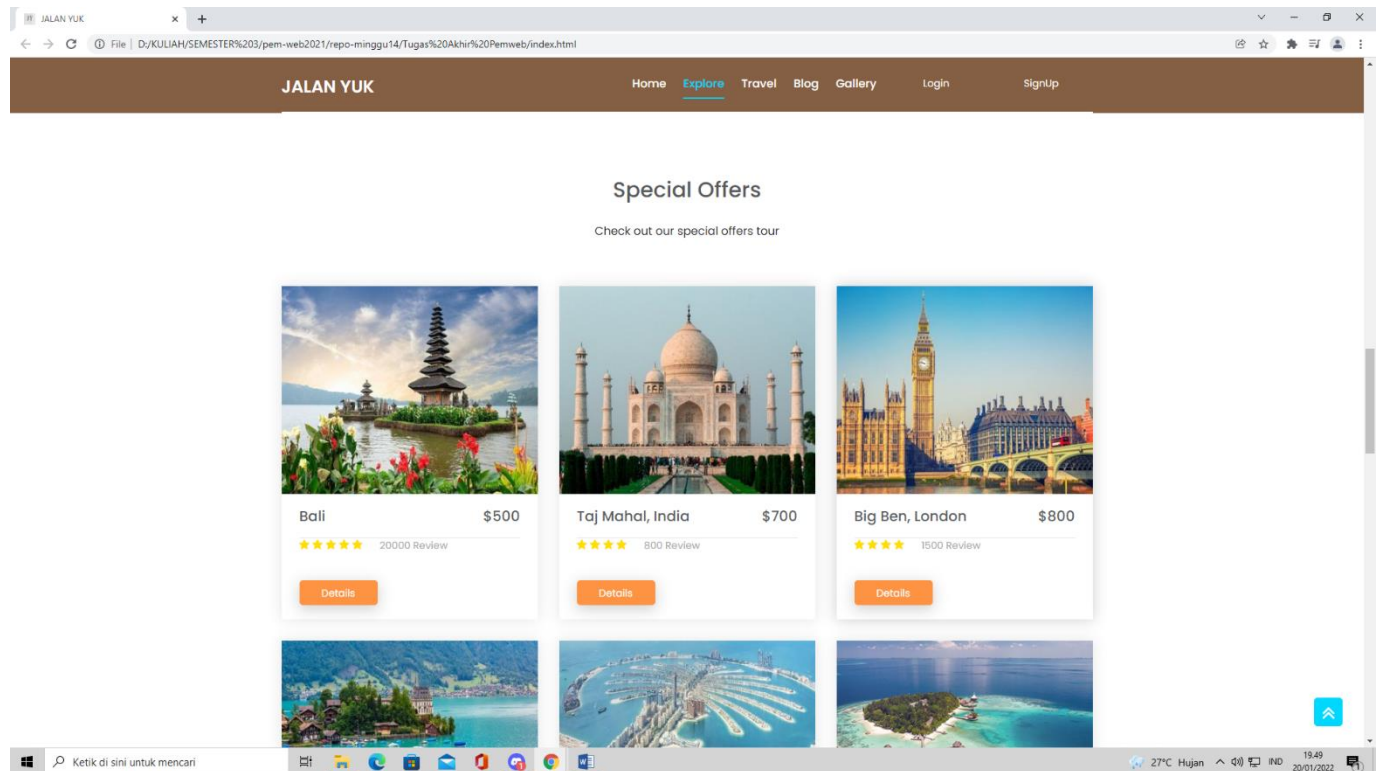 JALAN YUK
File | D:/KULIAH/SEMESTER%203/pem-web2021/repo-minggu14/Tugas%20Akhir%20Pemweb/index.html
JALAN YUK Home Explore Travel Blog Gallery Login SignUp
Special Offers
Check out our special offers tour
Bali $500
20000 Review
Details
Taj Mahal, India $700
800 Review
Details
Big Ben, London $800
1500 Review
Details
Ketik di sini untuk mencari
27°C Hujan IND 19.49
20/01/2022